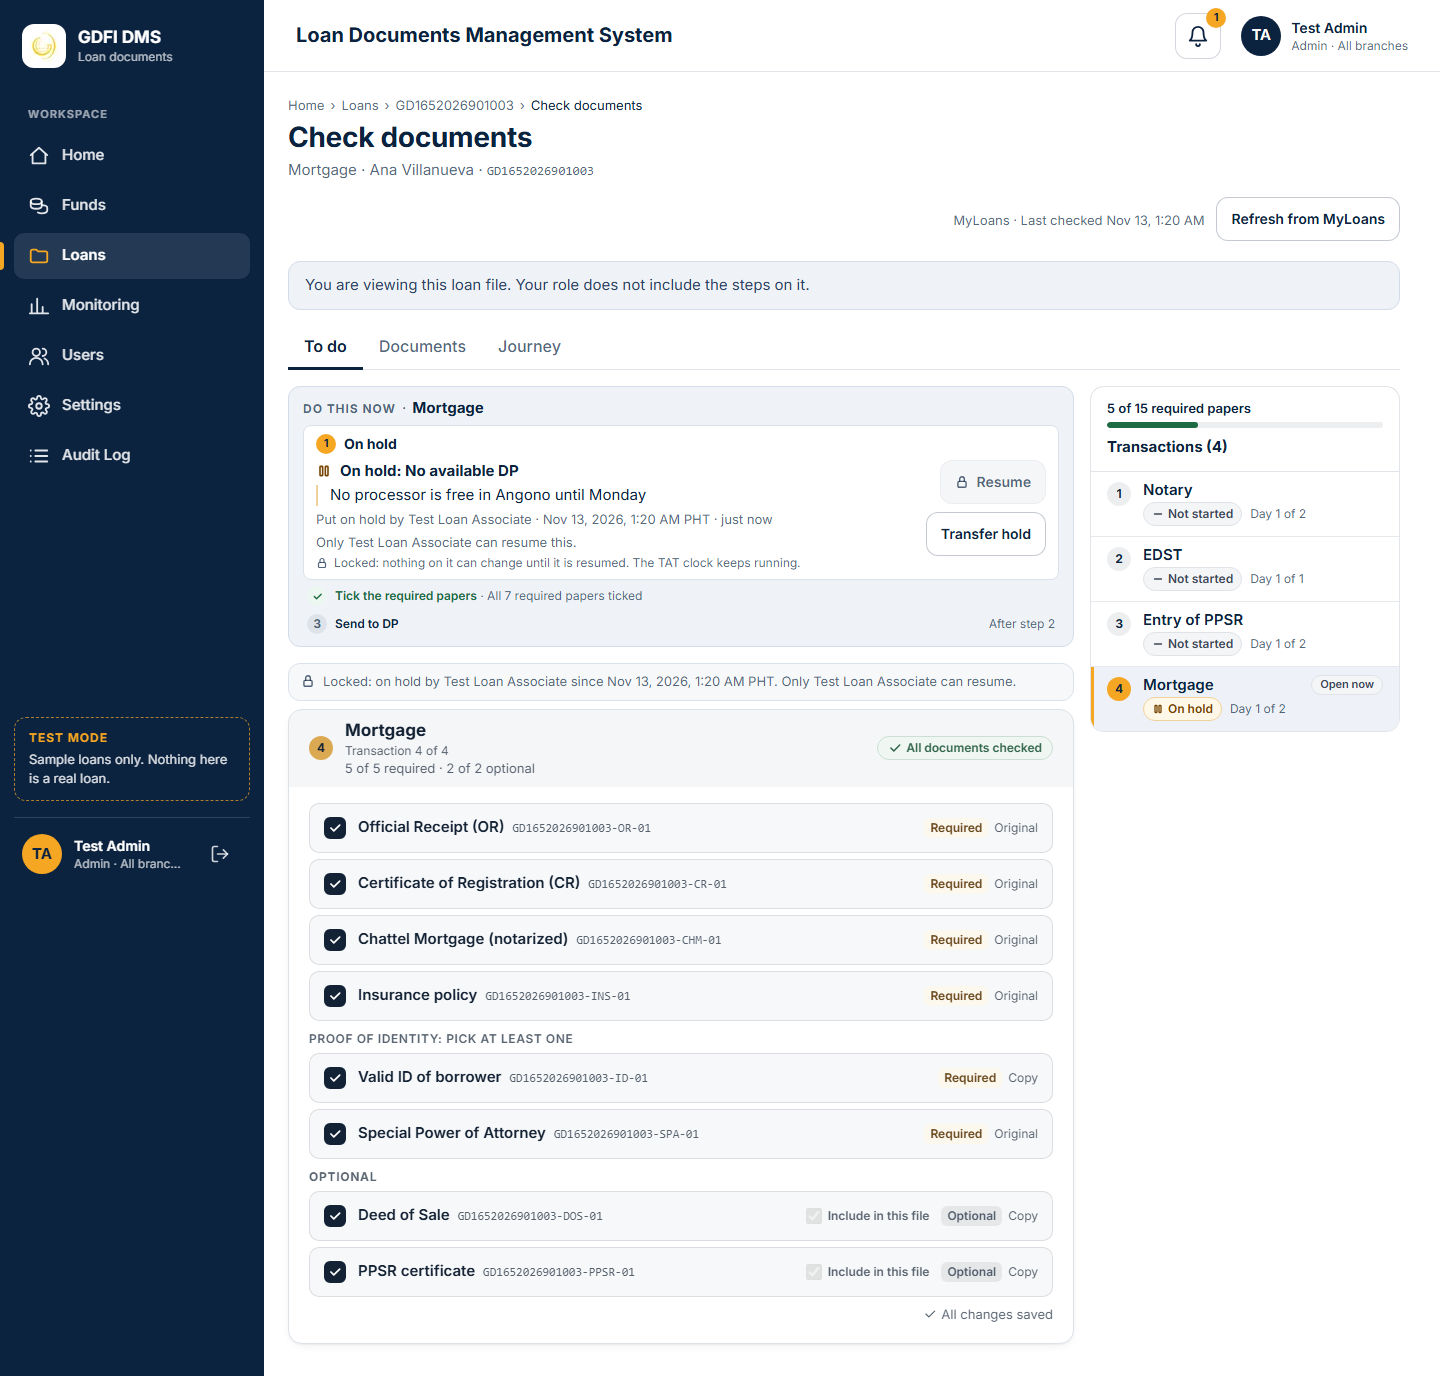 GDFI DMS
Loan documents
WORKSPACE
Home
Funds
Loans
Monitoring
Users
Settings
Audit Log
TEST MODE
Sample loans only. Nothing here
is a real loan.
TA
Test Admin
Admin · All branc...
Loan Documents Management System
1
TA
Test Admin
Admin · All branches
Home › Loans › GD1652026901003 › Check documents
Check documents
Mortgage · Ana Villanueva · GD1652026901003
MyLoans · Last checked Nov 13, 1:20 AM
Refresh from MyLoans
You are viewing this loan file. Your role does not include the steps on it.
To do
Documents
Journey
DO THIS NOW · Mortgage
1 On hold
On hold: No available DP
No processor is free in Angono until Monday
Put on hold by Test Loan Associate · Nov 13, 2026, 1:20 AM PHT · just now
Only Test Loan Associate can resume this.
Locked: nothing on it can change until it is resumed. The TAT clock keeps running.
Resume
Transfer hold
Tick the required papers · All 7 required papers ticked
3 Send to DP
After step 2
Locked: on hold by Test Loan Associate since Nov 13, 2026, 1:20 AM PHT. Only Test Loan Associate can resume.
4
Mortgage
Transaction 4 of 4
5 of 5 required · 2 of 2 optional
All documents checked
Official Receipt (OR) GD1652026901003-OR-01 Required Original
Certificate of Registration (CR) GD1652026901003-CR-01 Required Original
Chattel Mortgage (notarized) GD1652026901003-CHM-01 Required Original
Insurance policy GD1652026901003-INS-01 Required Original
PROOF OF IDENTITY: PICK AT LEAST ONE
Valid ID of borrower GD1652026901003-ID-01 Required Copy
Special Power of Attorney GD1652026901003-SPA-01 Required Original
OPTIONAL
Deed of Sale GD1652026901003-DOS-01 Include in this file Optional Copy
PPSR certificate GD1652026901003-PPSR-01 Include in this file Optional Copy
All changes saved
5 of 15 required papers
Transactions (4)
1 Notary
Not started Day 1 of 2
2 EDST
Not started Day 1 of 1
3 Entry of PPSR
Not started Day 1 of 2
4 Mortgage Open now
On hold Day 1 of 2